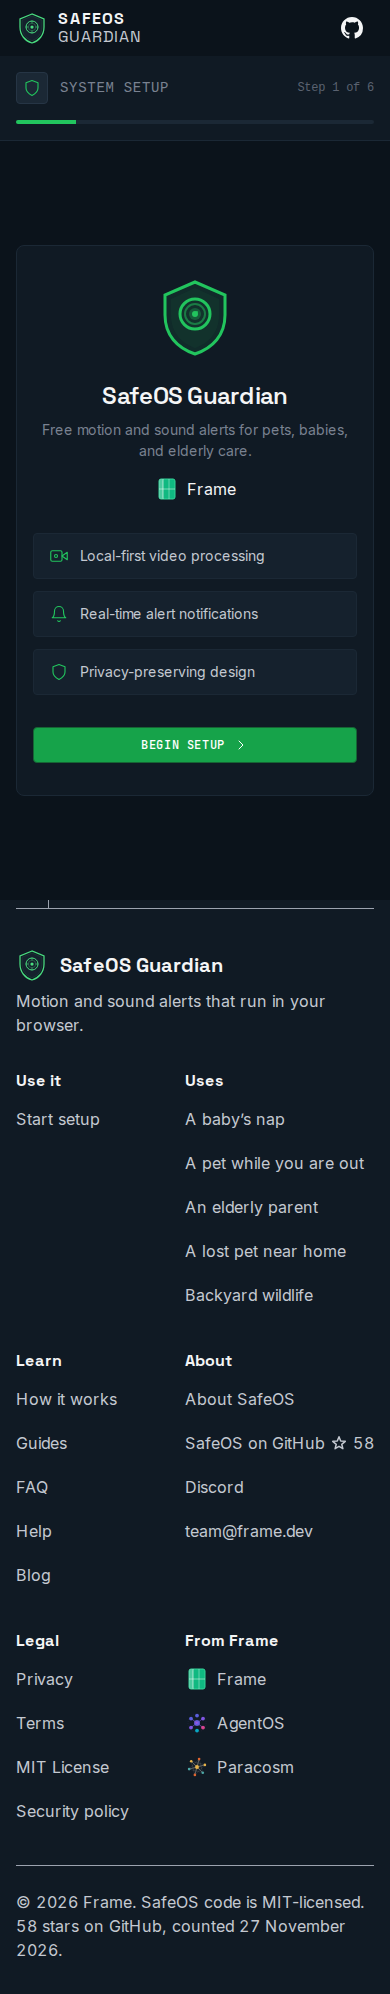 SAFEOS
GUARDIAN
SYSTEM SETUP
Step 1 of 6
SafeOS Guardian
Free motion and sound alerts for pets, babies,
and elderly care.
Frame
Local-first video processing
Real-time alert notifications
Privacy-preserving design
BEGIN SETUP
SafeOS Guardian
Motion and sound alerts that run in your
browser.
Use it
Start setup
Uses
A baby’s nap
A pet while you are out
An elderly parent
A lost pet near home
Backyard wildlife
Learn
How it works
Guides
FAQ
Help
Blog
About
About SafeOS
SafeOS on GitHub ☆ 58
Discord
team@frame.dev
Legal
Privacy
Terms
MIT License
Security policy
From Frame
Frame
AgentOS
Paracosm
© 2026 Frame. SafeOS code is MIT-licensed.
58 stars on GitHub, counted 27 November
2026.